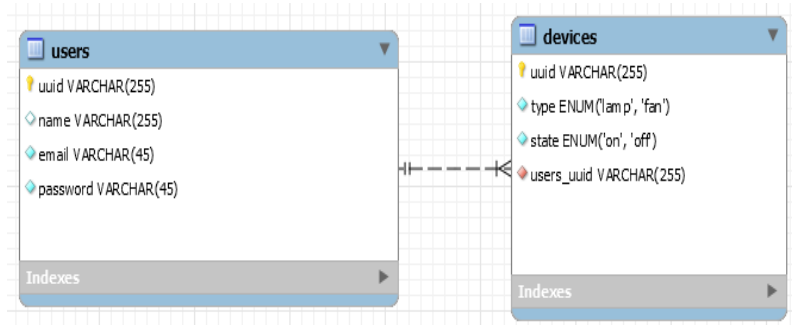 users
uuid VARCHAR(255)
name VARCHAR(255)
email VARCHAR(45)
password VARCHAR(45)
Indexes
devices
uuid VARCHAR(255)
type ENUM('lamp', 'fan')
state ENUM('on', 'off')
users_uuid VARCHAR(255)
Indexes